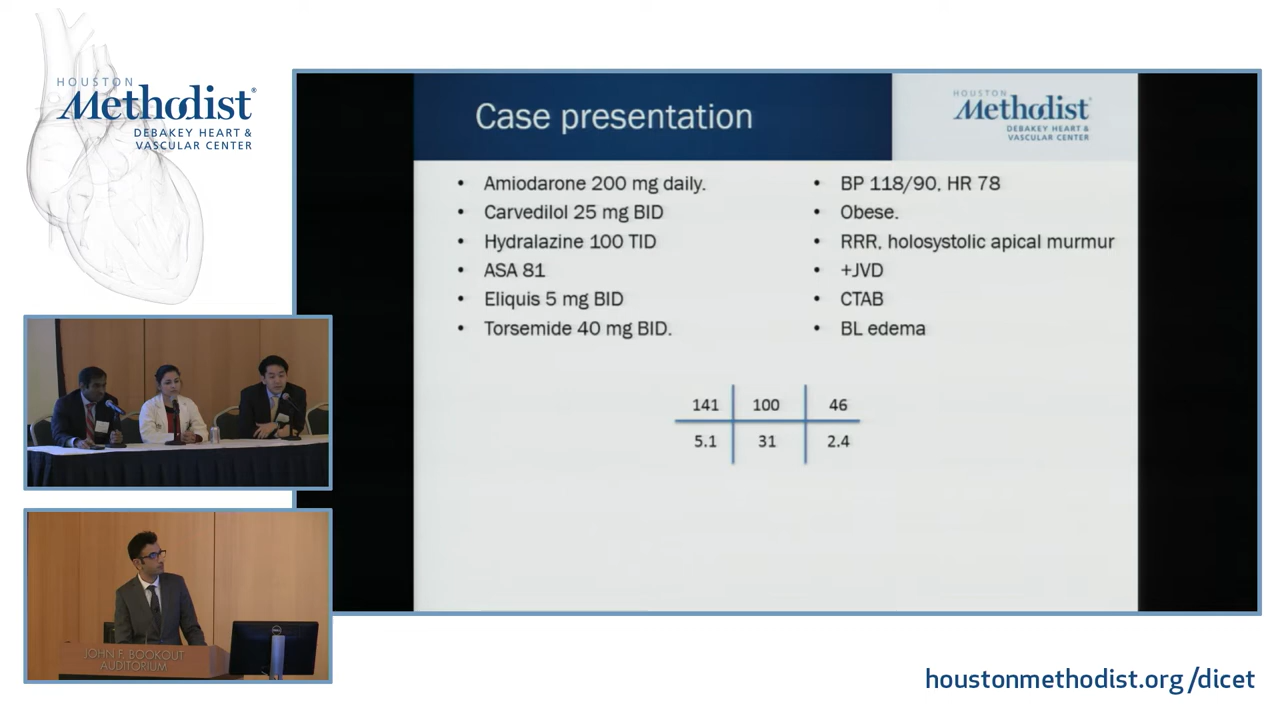 HOUSTON
Methodist®
DEBAKEY HEART &
VASCULAR CENTER
Case presentation
HOUSTON
Methodist
DEBAKEY HEART &
VASCULAR CENTER
• Amiodarone 200 mg daily.
• Carvedilol 25 mg BID
• Hydralazine 100 TID
• ASA 81
• Eliquis 5 mg BID
• Torsemide 40 mg BID.
• BP 118/90, HR 78
• Obese.
• RRR, holosystolic apical murmur
• +JVD
• CTAB
• BL edema
141 100 46
5.1 31 2.4
JOHN F. BOOKOUT
AUDITORIUM
houstonmethodist.org/dicet